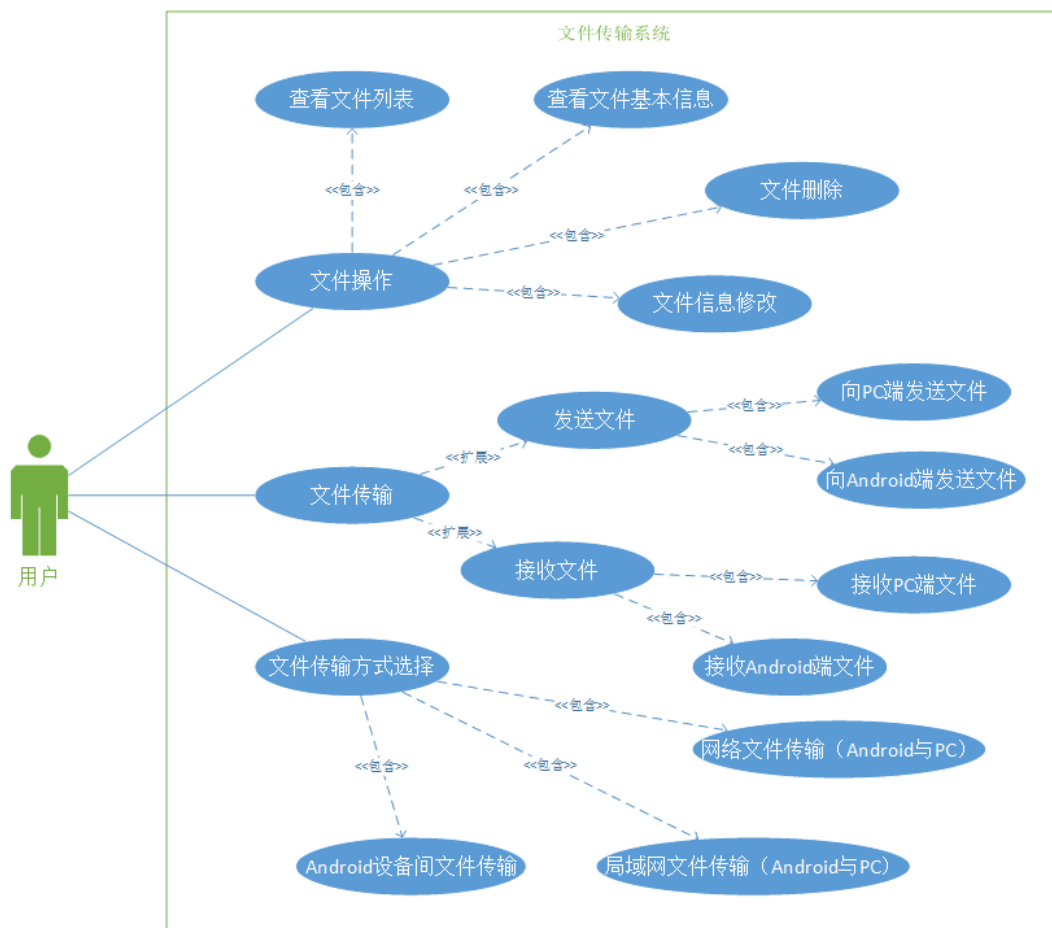 文件传输系统
查看文件列表
查看文件基本信息
<<包含>>
<<包含>>
文件删除
<<包含>>
文件操作
<<包含>>
文件信息修改
向PC端发送文件
<<包含>>
发送文件
<<扩展>>
<<包含>>
向Android端发送文件
文件传输
<<扩展>>
接收文件
<<包含>>
接收PC端文件
用户
<<包含>>
文件传输方式选择
接收Android端文件
<<包含>>
网络文件传输（Android与PC）
<<包含>>
<<包含>>
Android设备间文件传输
局域网文件传输（Android与PC）